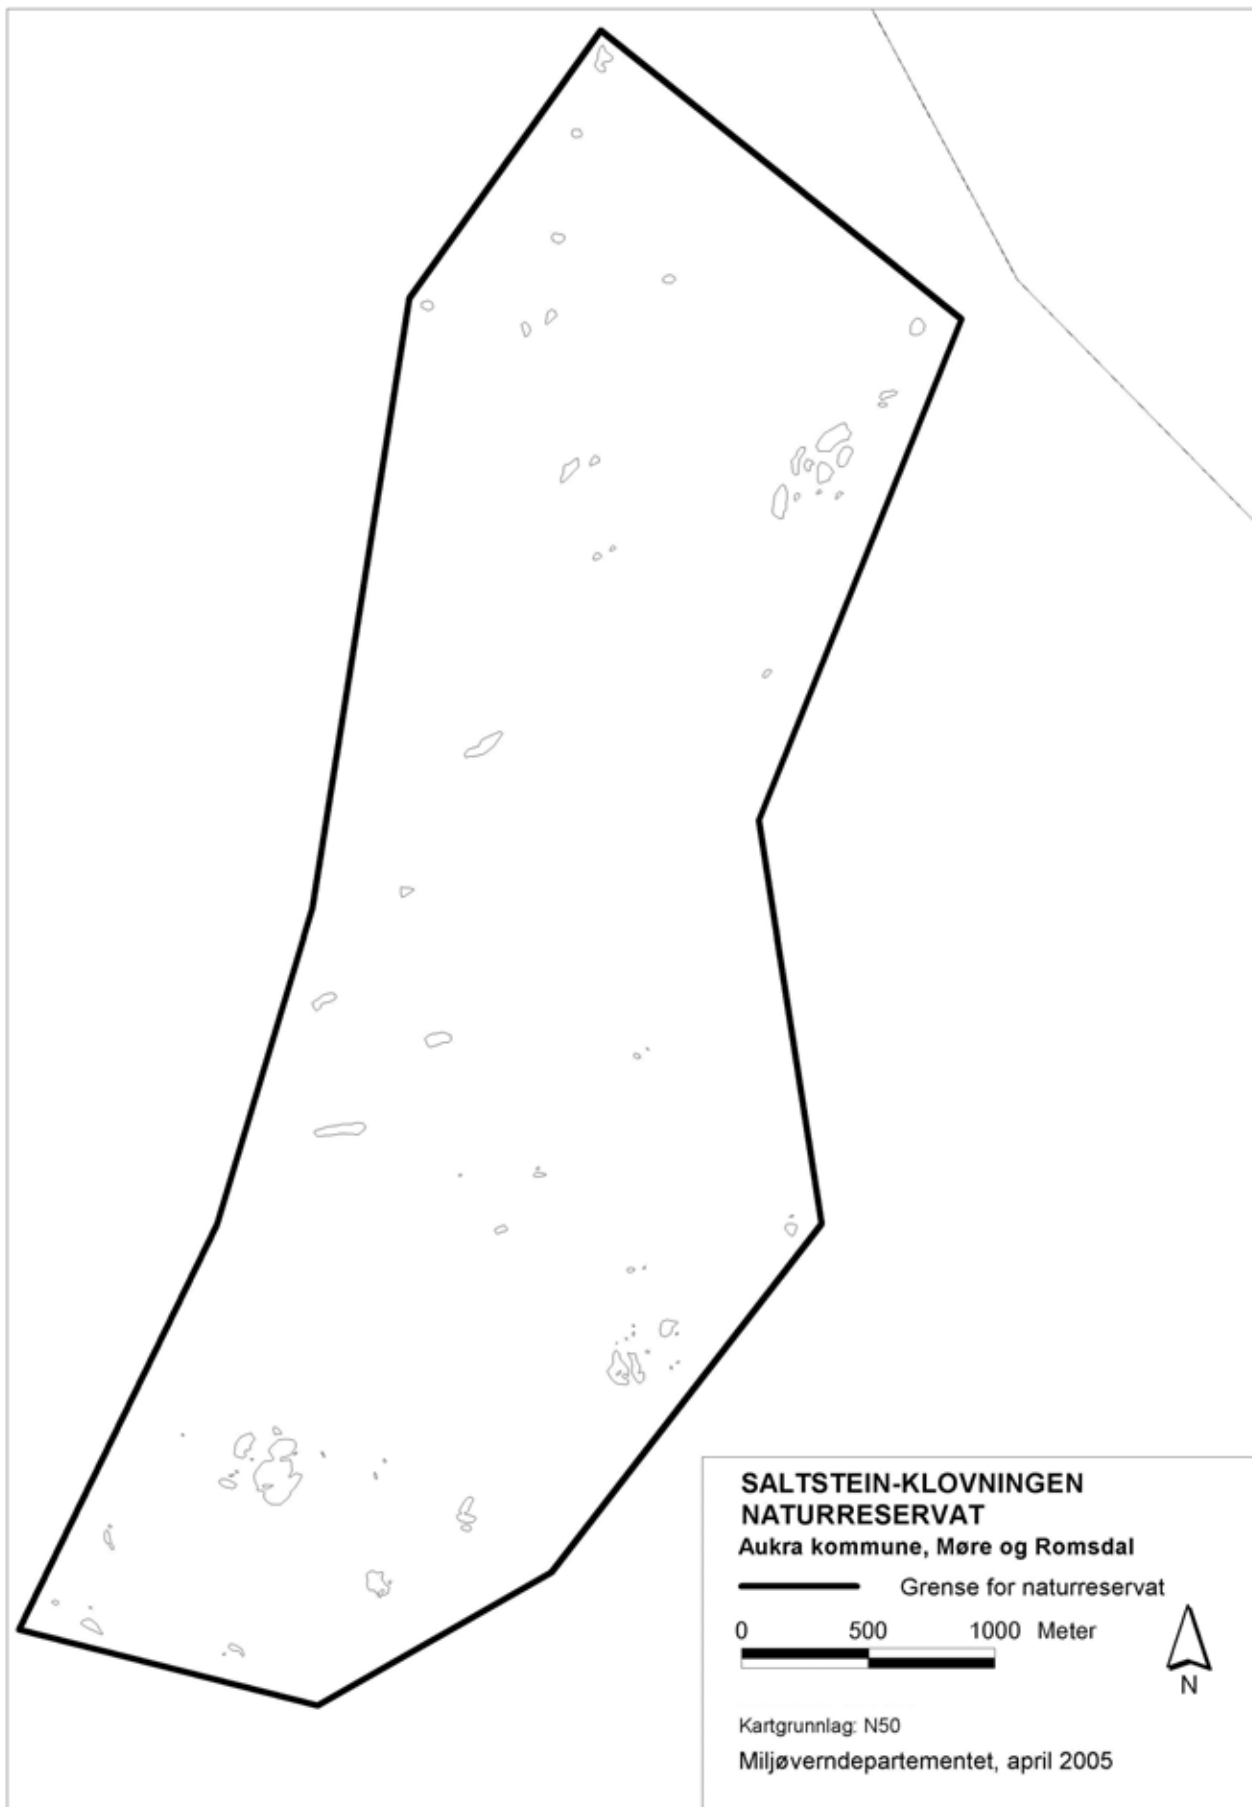 SALTSTEIN-KLOVNINGEN
NATURRESERVAT
Aukra kommune, Møre og Romsdal
Grense for naturreservat
0 500 1000 Meter
N
Kartgrunnlag: N50
Miljøverndepartementet, april 2005